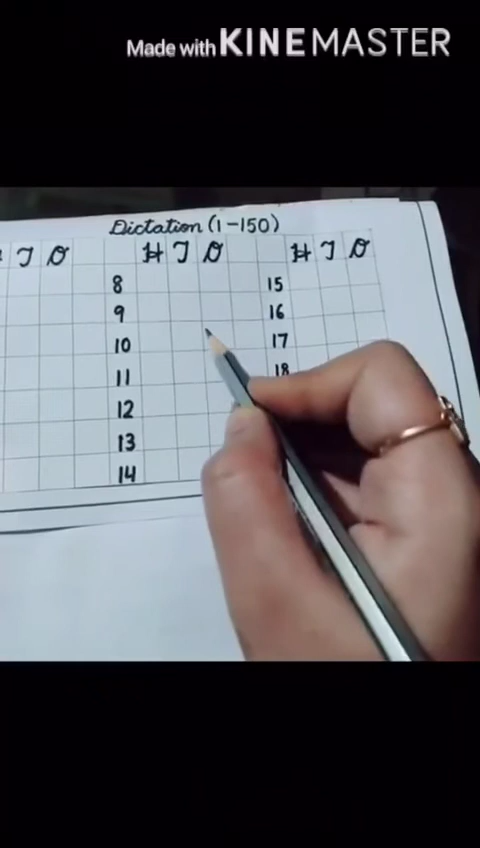 Made with KINEMASTER
Dictation (1-150)
T O H T O H T O
8 15
9 16
10 17
11 18
12
13
14